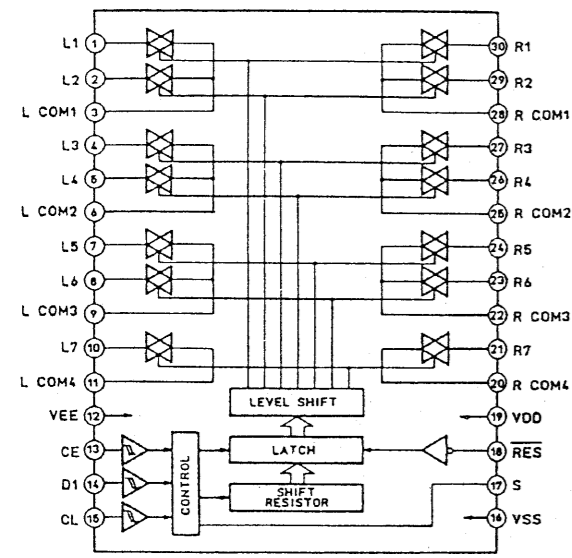 L1 1 30 R1
L2 2 29 R2
L COM1 3 28 R COM1
L3 4 27 R3
L4 5 26 R4
L COM2 6 25 R COM2
L5 7 24 R5
L6 8 23 R6
L COM3 9 22 R COM3
L7 10 21 R7
L COM4 11 20 R COM4
LEVEL SHIFT
VEE 12 19 VDD
CE 13 LATCH 18 RES
D1 14 CONTROL SHIFT 17 S
RESISTOR
CL 15 16 VSS